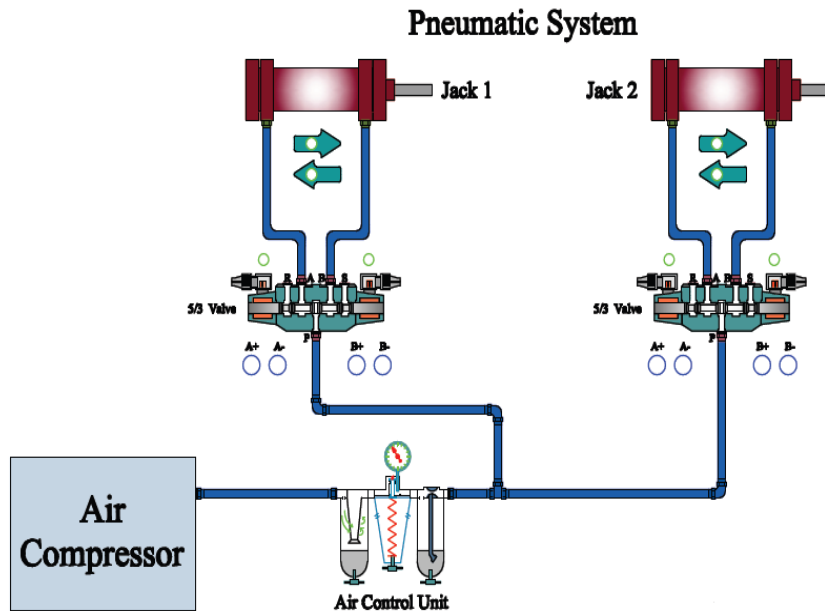 Pneumatic System
Jack 1
Jack 2
R A B S
R A B S
5/3 Valve
5/3 Valve
P
P
A+ A- B+ B-
A+ A- B+ B-
Air
Compressor
Air Control Unit